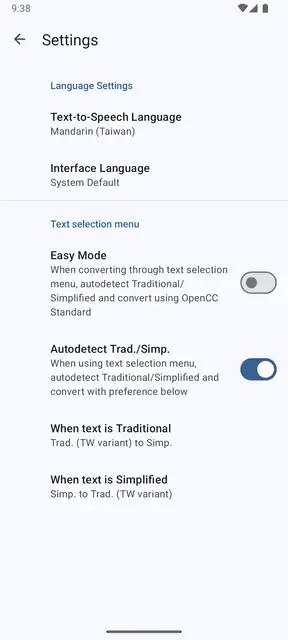 9:38
Settings
Language Settings
Text-to-Speech Language
Mandarin (Taiwan)
Interface Language
System Default
Text selection menu
Easy Mode
When converting through text selection
menu, autodetect Traditional/
Simplified and convert using OpenCC
Standard
Autodetect Trad./Simp.
When using text selection menu,
autodetect Traditional/Simplified and
convert with preference below
When text is Traditional
Trad. (TW variant) to Simp.
When text is Simplified
Simp. to Trad. (TW variant)